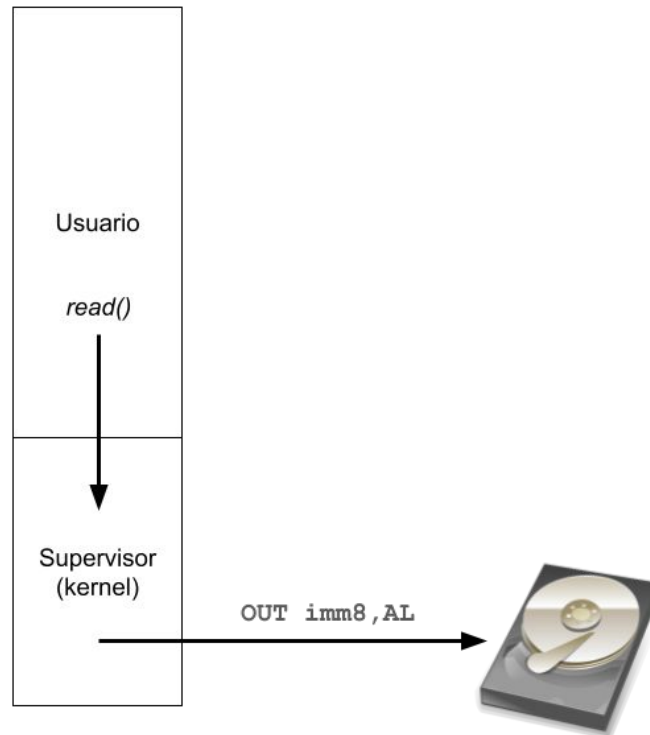 Usuario
read()
Supervisor
(kernel)
OUT imm8,AL